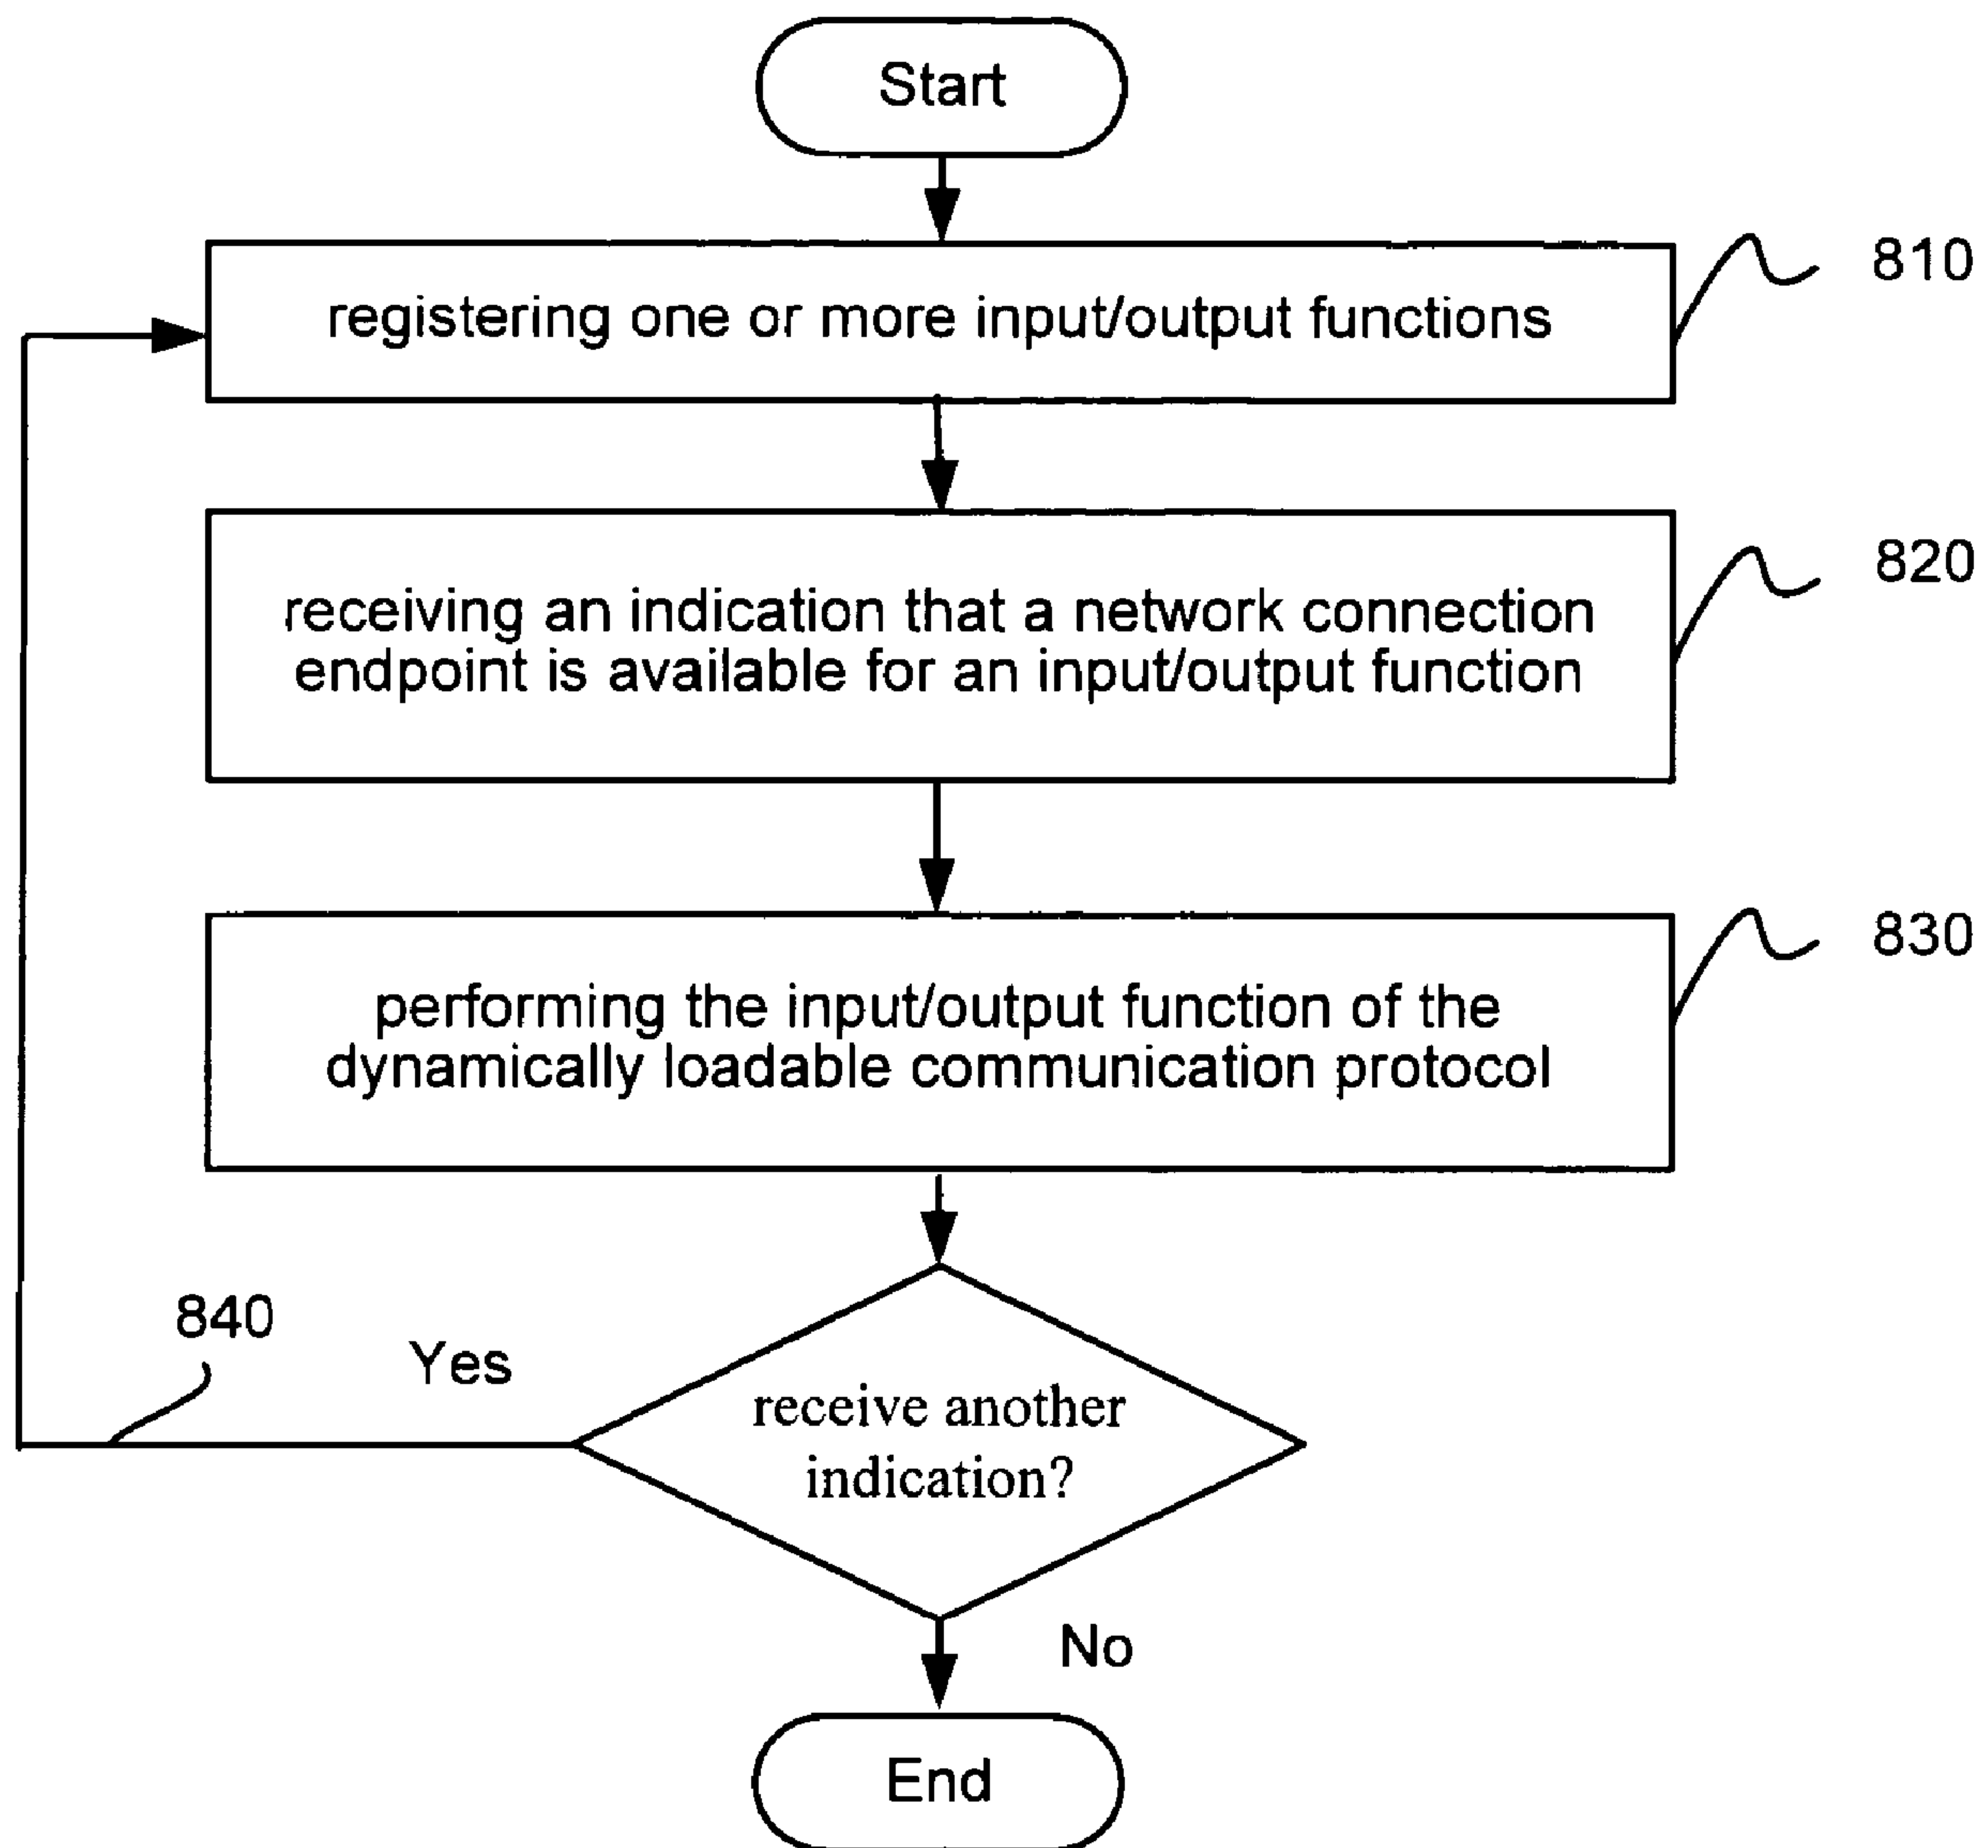 Start
registering one or more input/output functions
810
receiving an indication that a network connection
endpoint is available for an input/output function
820
performing the input/output function of the
dynamically loadable communication protocol
830
840
Yes
receive another
indication?
No
End